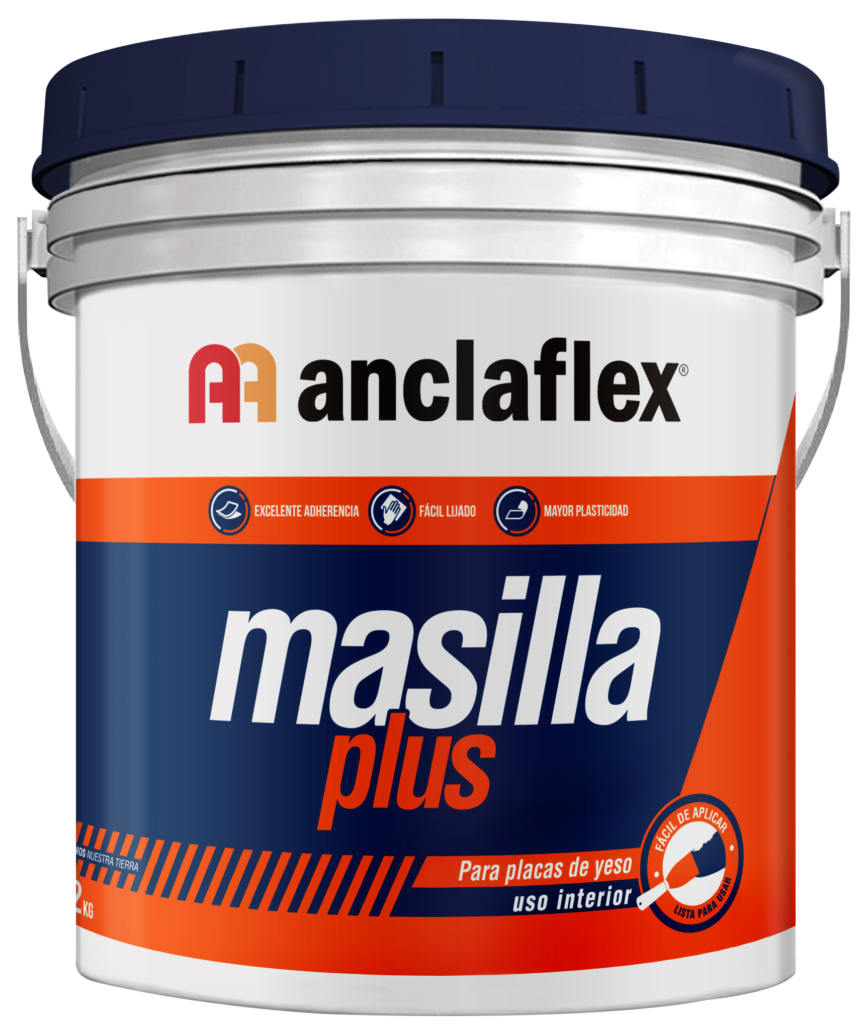 anclaflex®
EXCELENTE ADHERENCIA
FÁCIL LIJADO
MAYOR PLASTICIDAD
masilla
plus
NUESTRA TIERRA
KG
Para placas de yeso
uso interior
FÁCIL DE APLICAR
LISTA PARA USAR